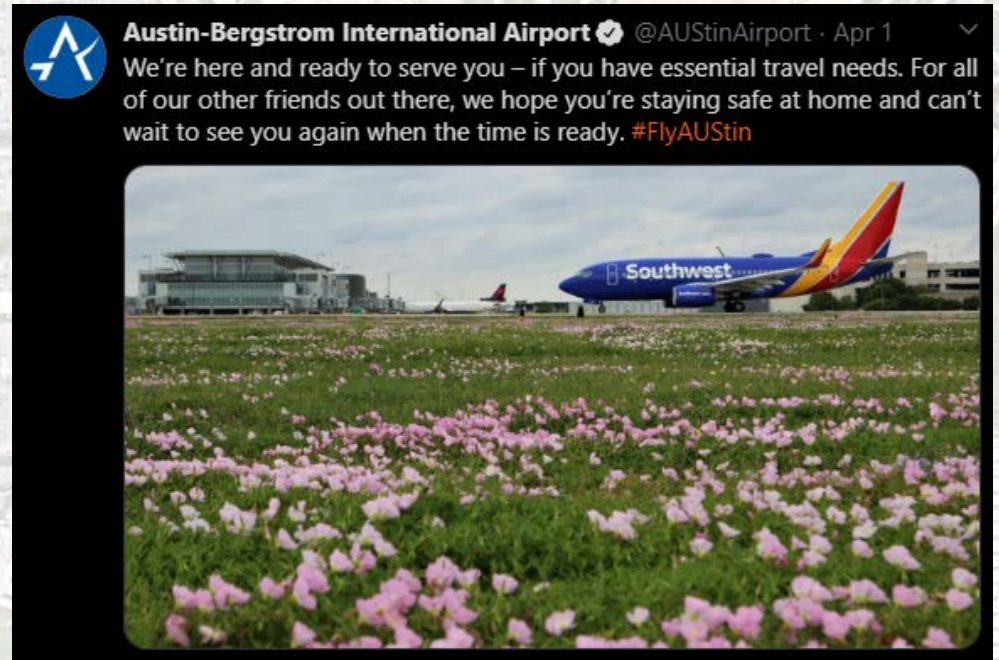 Austin-Bergstrom International Airport @AUStinAirport · Apr 1
We're here and ready to serve you – if you have essential travel needs. For all
of our other friends out there, we hope you're staying safe at home and can't
wait to see you again when the time is ready. #FlyAUStin
Southwest